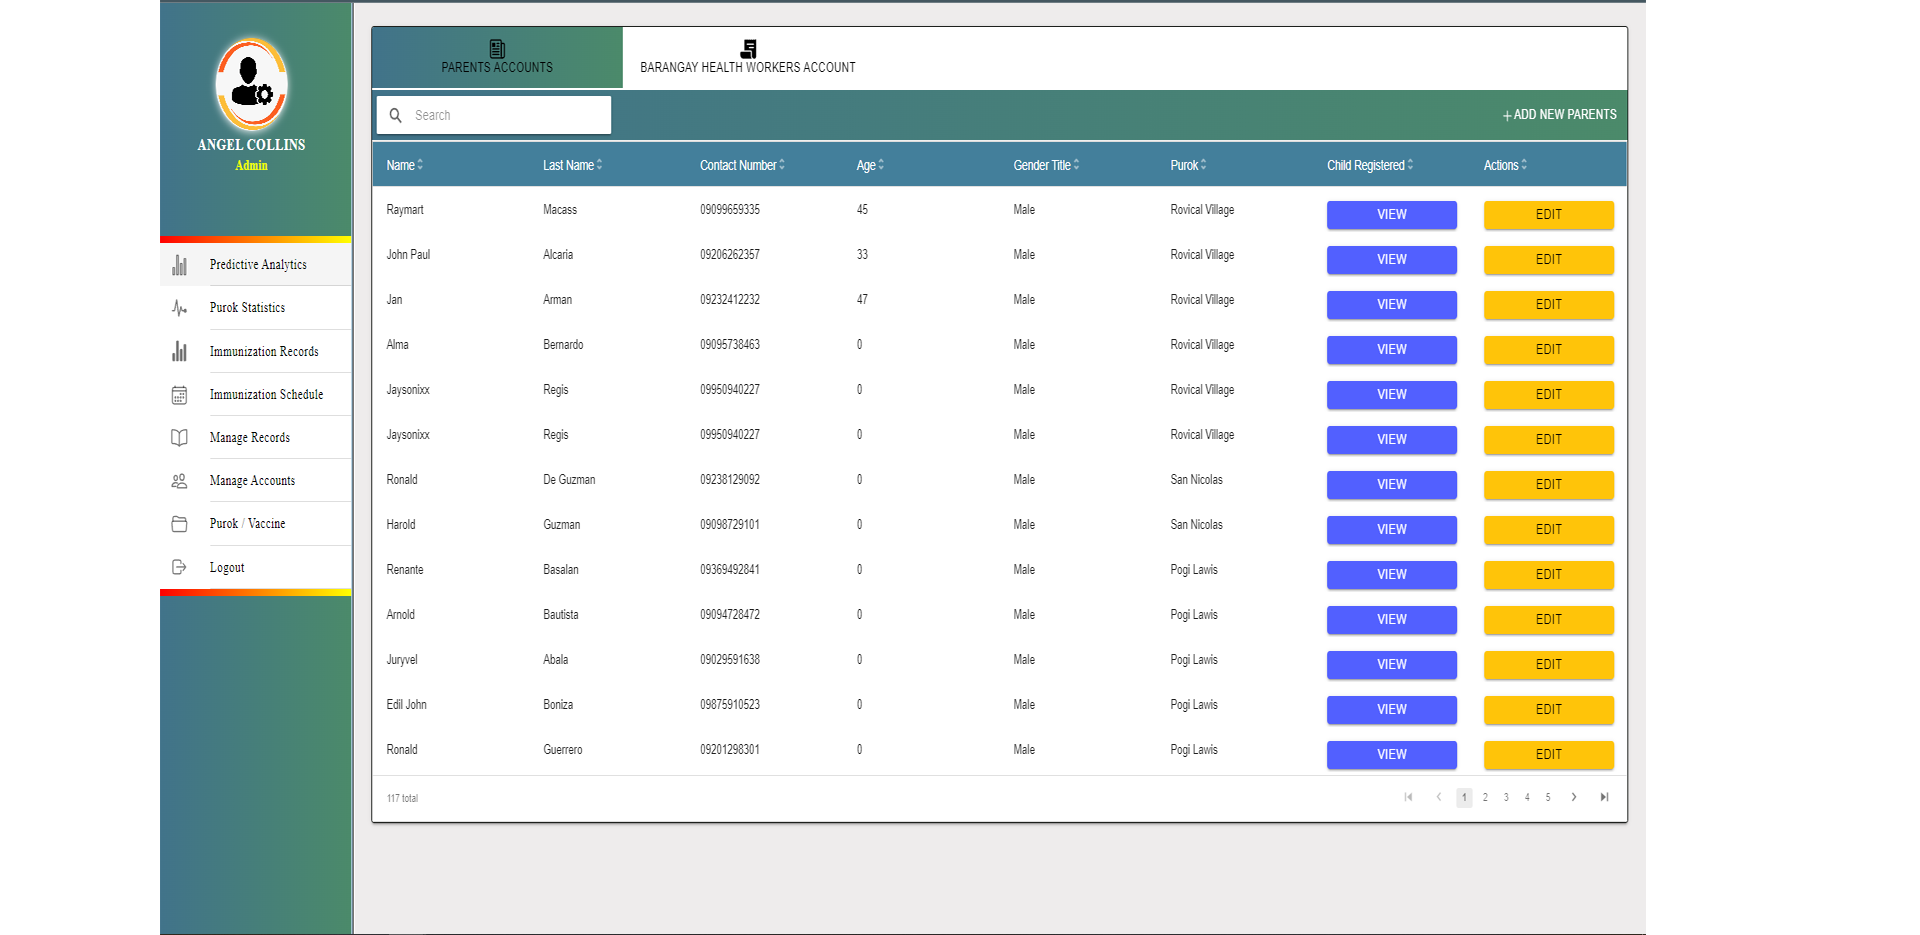 ANGEL COLLINS
Admin
Predictive Analytics
Purok Statistics
Immunization Records
Immunization Schedule
Manage Records
Manage Accounts
Purok / Vaccine
Logout
PARENTS ACCOUNTS
BARANGAY HEALTH WORKERS ACCOUNT
Search
+ ADD NEW PARENTS
Name Last Name Contact Number Age Gender Title Purok Child Registered Actions
Raymart Macass 09099659335 45 Male Rovical Village VIEW EDIT
John Paul Alcaria 09206262357 33 Male Rovical Village VIEW EDIT
Jan Arman 09232412232 47 Male Rovical Village VIEW EDIT
Alma Bernardo 09095738463 0 Male Rovical Village VIEW EDIT
Jaysonixx Regis 09950940227 0 Male Rovical Village VIEW EDIT
Jaysonixx Regis 09950940227 0 Male Rovical Village VIEW EDIT
Ronald De Guzman 09238129092 0 Male San Nicolas VIEW EDIT
Harold Guzman 09098729101 0 Male San Nicolas VIEW EDIT
Renante Basalan 09369492841 0 Male Pogi Lawis VIEW EDIT
Arnold Bautista 09094728472 0 Male Pogi Lawis VIEW EDIT
Juryvel Abala 09029591638 0 Male Pogi Lawis VIEW EDIT
Edil John Boniza 09875910523 0 Male Pogi Lawis VIEW EDIT
Ronald Guerrero 09201298301 0 Male Pogi Lawis VIEW EDIT
117 total 1 2 3 4 5